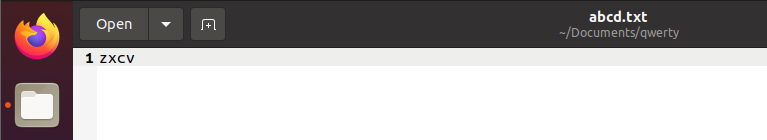 Open
abcd.txt
~/Documents/qwerty
1 zxcv